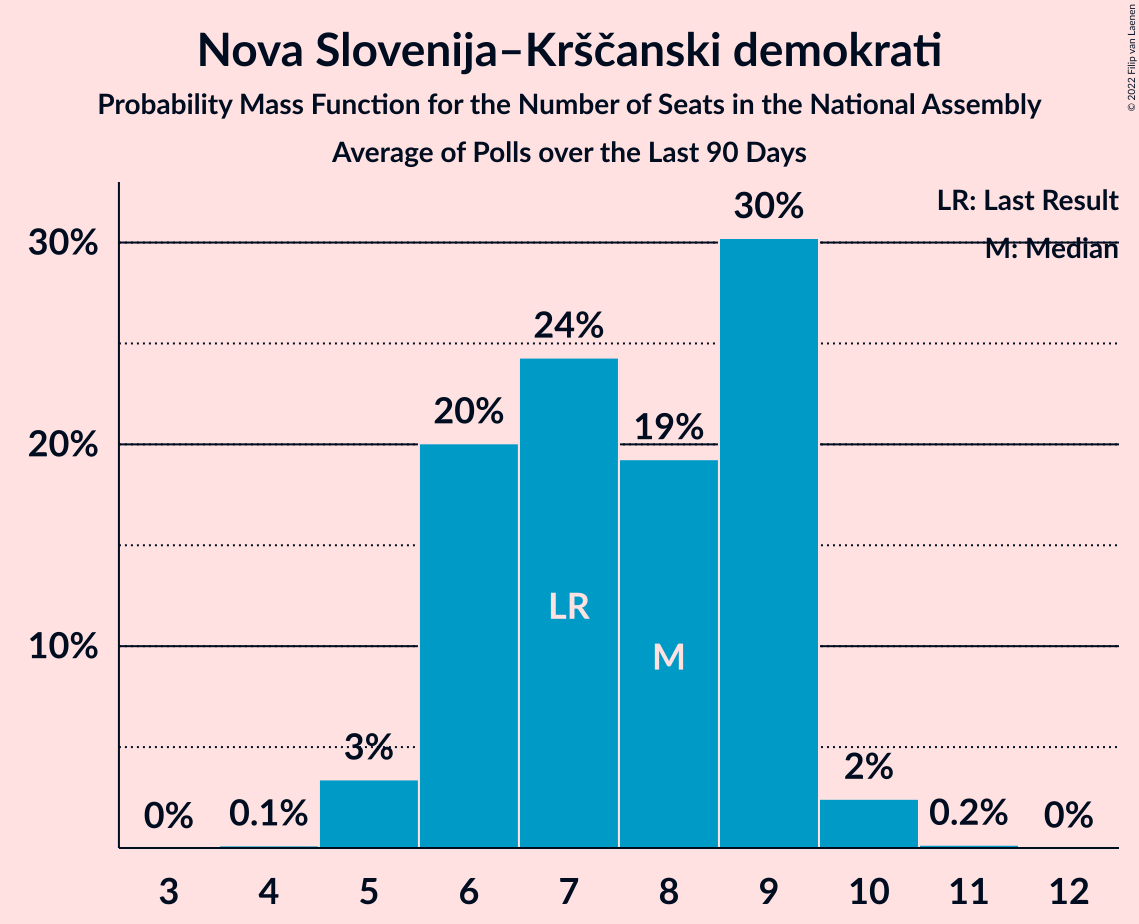 Nova Slovenija–Krščanski demokrati
Probability Mass Function for the Number of Seats in the National Assembly
Average of Polls over the Last 90 Days
© 2022 Filip van Laenen
LR: Last Result
M: Median
30%
20%
10%
0%
0.1%
3%
20%
24%
19%
30%
2%
0.2%
0%
LR
M
3 4 5 6 7 8 9 10 11 12